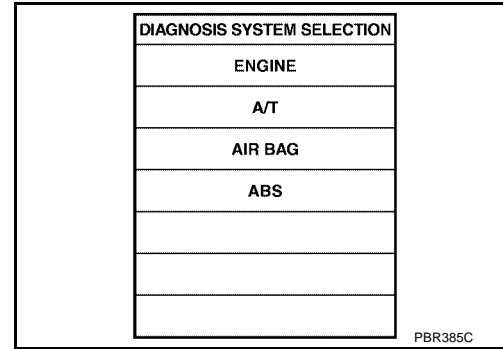 DIAGNOSIS SYSTEM SELECTION
ENGINE
A/T
AIR BAG
ABS
PBR385C